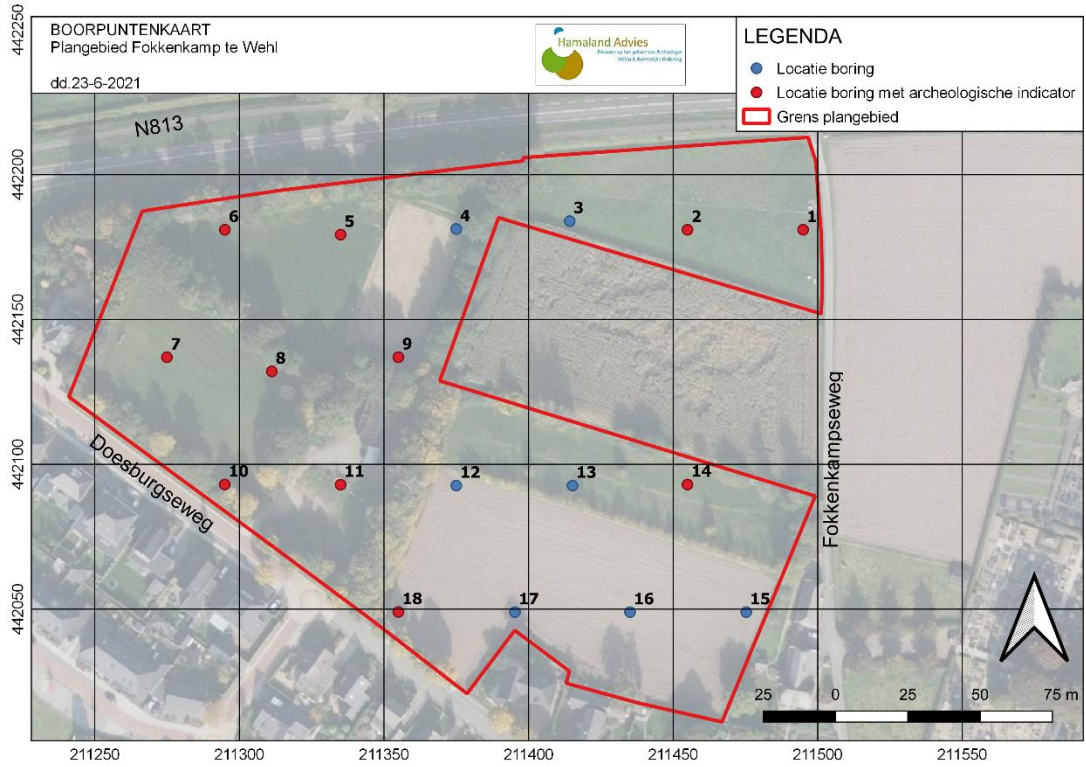 BOORPUNTENKAART
Plangebied Fokkenkamp te Wehl
dd.23-6-2021
Hamaland Advies
LEGENDA
Locatie boring
Locatie boring met archeologische indicator
Grens plangebied
N813
442250
442200
442150
442100
442050
6
5
4
3
2
1
7
8
9
10
11
12
13
14
18
17
16
15
Doesburgseweg
Fokkenkampseweg
25 0 25 50 75 m
211250 211300 211350 211400 211450 211500 211550